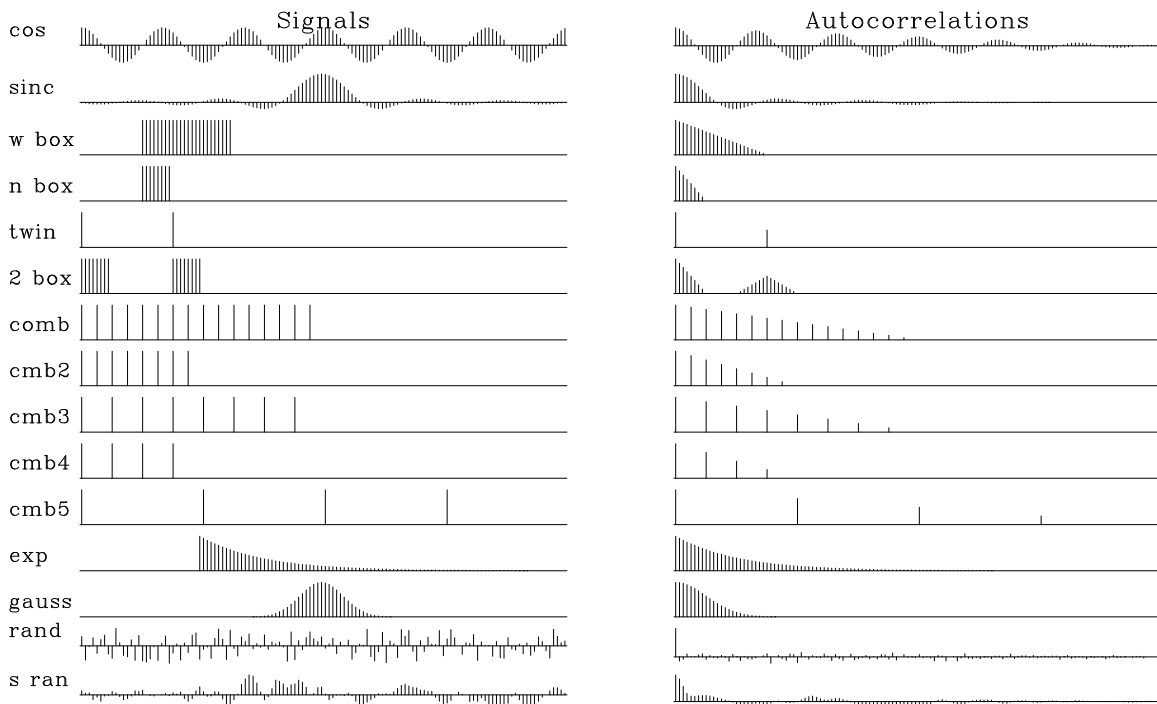 Signals
Autocorrelations
cos
sinc
w box
n box
twin
2 box
comb
cmb2
cmb3
cmb4
cmb5
exp
gauss
rand
s ran